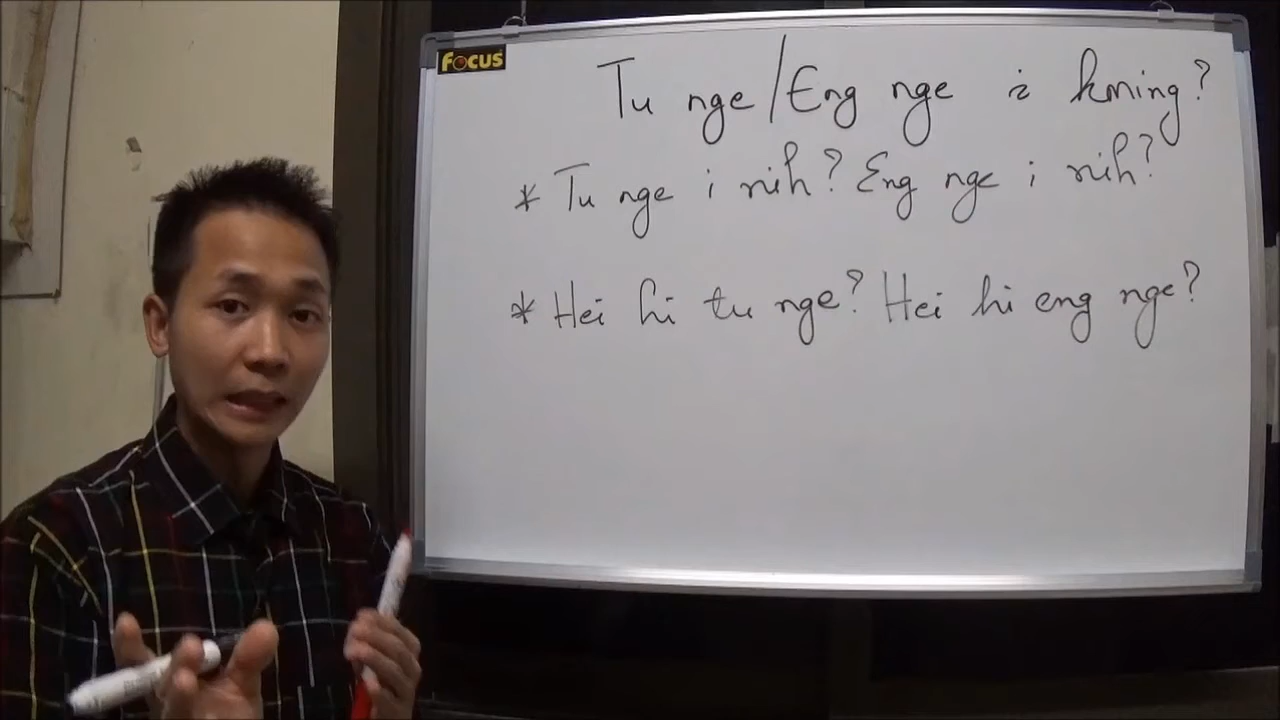 FOCUS
Tu nge/Eng nge i hming?
* Tu nge i nih? Eng nge i nih?
* Hei hi tu nge? Hei hi eng nge?